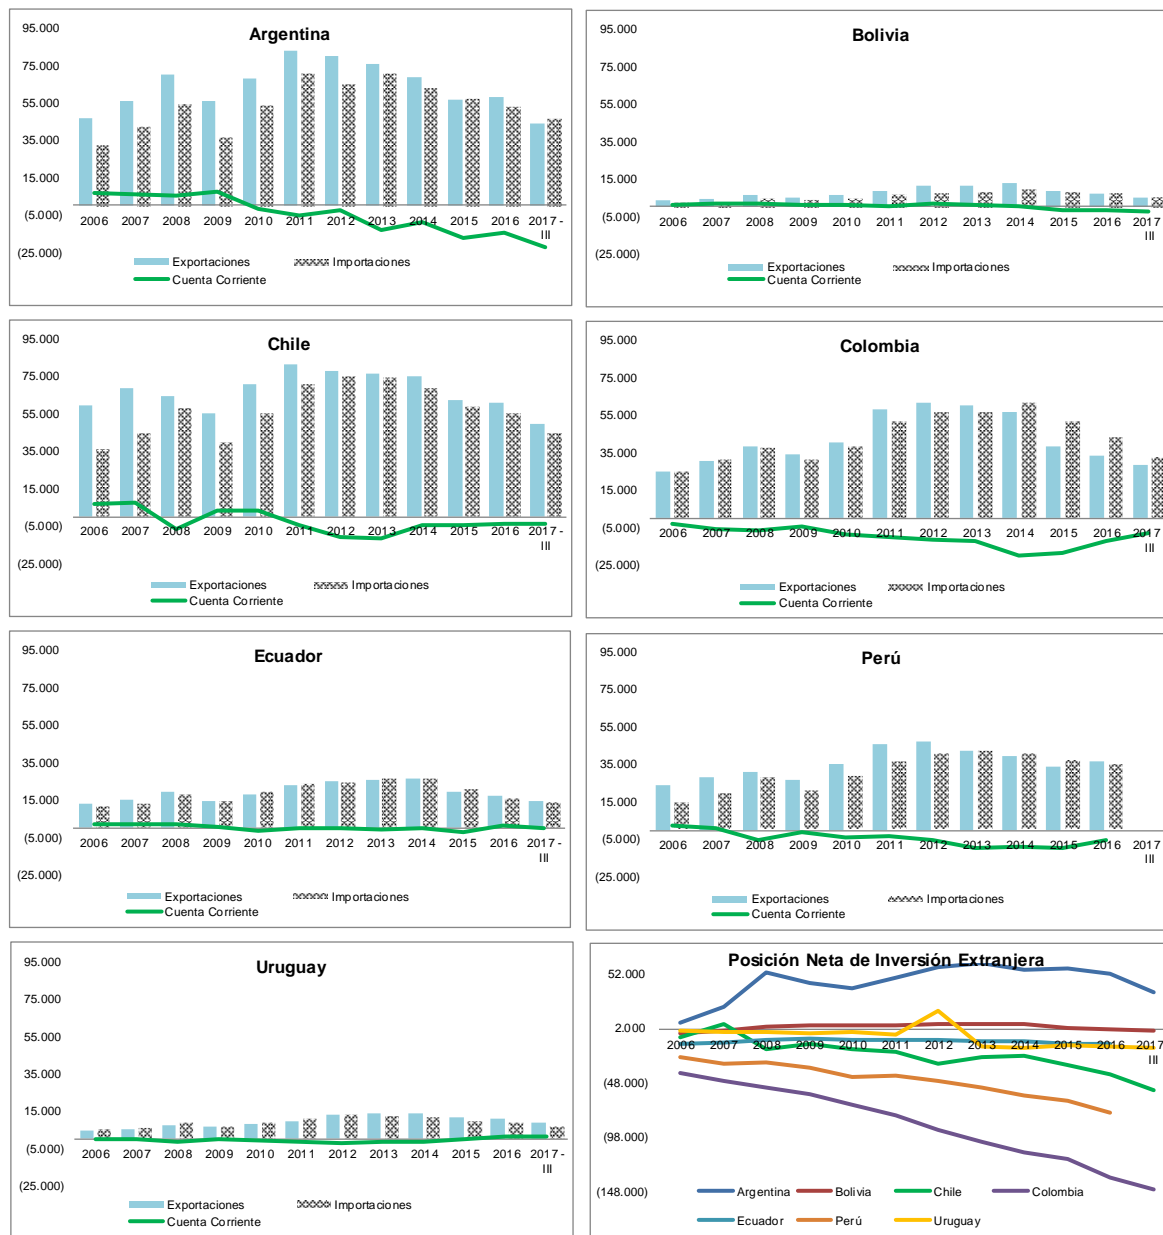 Argentina
95.000
75.000
55.000
35.000
15.000
(5.000)
(25.000)
2006 2007 2008 2009 2010 2011 2012 2013 2014 2015 2016 2017 - III
Exportaciones Importaciones
Cuenta Corriente
Bolivia
95.000
75.000
55.000
35.000
15.000
(5.000)
(25.000)
2006 2007 2008 2009 2010 2011 2012 2013 2014 2015 2016 2017 III
Exportaciones Importaciones
Cuenta Corriente
Chile
95.000
75.000
55.000
35.000
15.000
(5.000)
(25.000)
2006 2007 2008 2009 2010 2011 2012 2013 2014 2015 2016 2017 - III
Exportaciones Importaciones
Cuenta Corriente
Colombia
95.000
75.000
55.000
35.000
15.000
(5.000)
(25.000)
2006 2007 2008 2009 2010 2011 2012 2013 2014 2015 2016 2017 III
Exportaciones Importaciones
Cuenta Corriente
Ecuador
95.000
75.000
55.000
35.000
15.000
(5.000)
(25.000)
2006 2007 2008 2009 2010 2011 2012 2013 2014 2015 2016 2017 - III
Exportaciones Importaciones
Cuenta Corriente
Perú
95.000
75.000
55.000
35.000
15.000
(5.000)
(25.000)
2006 2007 2008 2009 2010 2011 2012 2013 2014 2015 2016 2017 III
Exportaciones Importaciones
Cuenta Corriente
Uruguay
95.000
75.000
55.000
35.000
15.000
(5.000)
(25.000)
2006 2007 2008 2009 2010 2011 2012 2013 2014 2015 2016 2017 - III
Exportaciones Importaciones
Cuenta Corriente
Posición Neta de Inversión Extranjera
52.000
2.000
(48.000)
(98.000)
(148.000)
2006 2007 2008 2009 2010 2011 2012 2013 2014 2015 2016 2017 III
Argentina Bolivia Chile Colombia
Ecuador Perú Uruguay